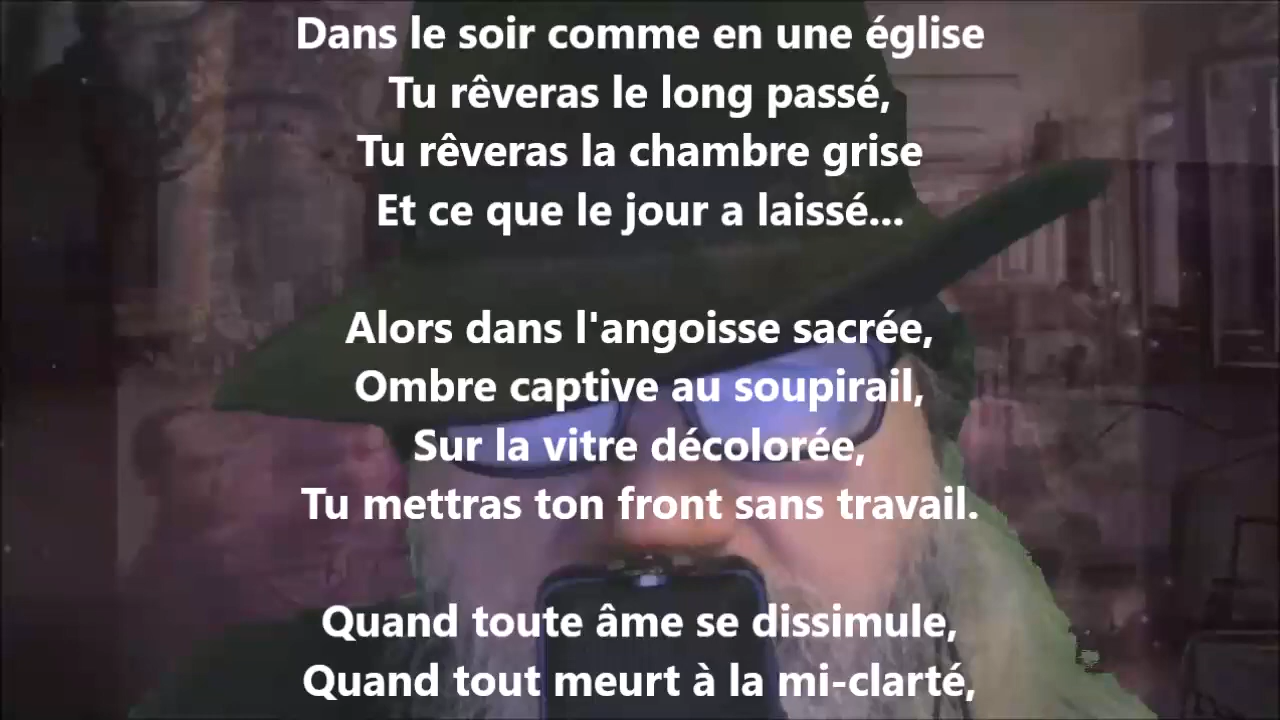 Dans le soir comme en une église
Tu rêveras le long passé,
Tu rêveras la chambre grise
Et ce que le jour a laissé...
Alors dans l'angoisse sacrée,
Ombre captive au soupirail,
Sur la vitre décolorée,
Tu mettras ton front sans travail.
Quand toute âme se dissimule,
Quand tout meurt à la mi-clarté,